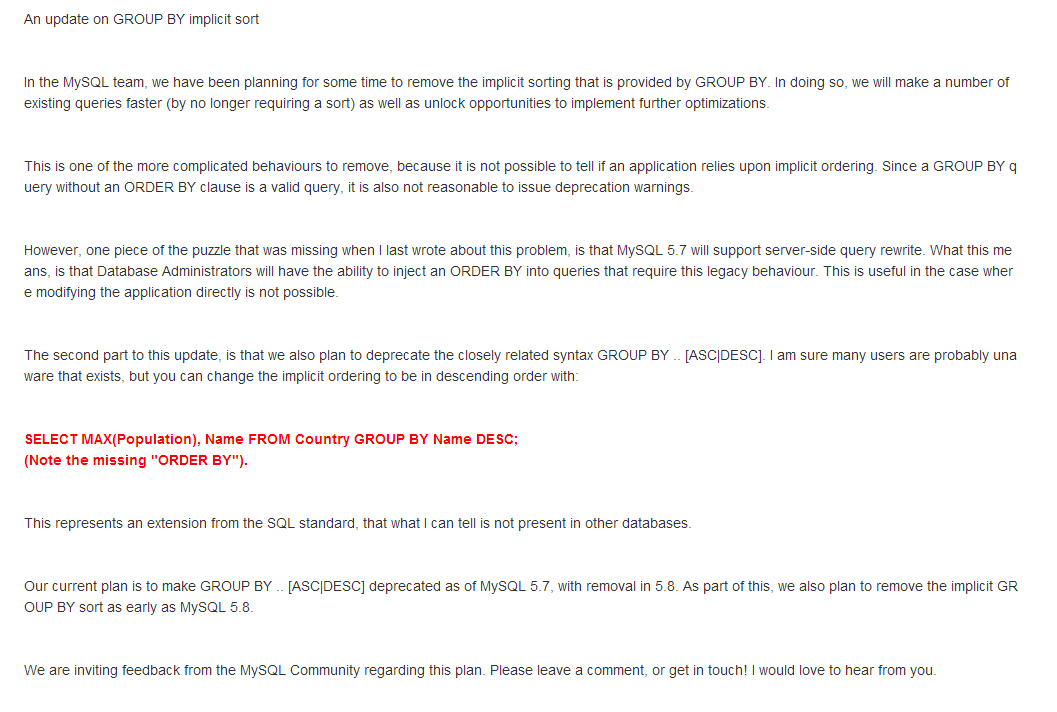 An update on GROUP BY implicit sort
In the MySQL team, we have been planning for some time to remove the implicit sorting that is provided by GROUP BY. In doing so, we will make a number of
existing queries faster (by no longer requiring a sort) as well as unlock opportunities to implement further optimizations.
This is one of the more complicated behaviours to remove, because it is not possible to tell if an application relies upon implicit ordering. Since a GROUP BY q
uery without an ORDER BY clause is a valid query, it is also not reasonable to issue deprecation warnings.
However, one piece of the puzzle that was missing when I last wrote about this problem, is that MySQL 5.7 will support server-side query rewrite. What this me
ans, is that Database Administrators will have the ability to inject an ORDER BY into queries that require this legacy behaviour. This is useful in the case wher
e modifying the application directly is not possible.
The second part to this update, is that we also plan to deprecate the closely related syntax GROUP BY .. [ASC|DESC]. I am sure many users are probably una
ware that exists, but you can change the implicit ordering to be in descending order with:
SELECT MAX(Population), Name FROM Country GROUP BY Name DESC;
(Note the missing "ORDER BY").
This represents an extension from the SQL standard, that what I can tell is not present in other databases.
Our current plan is to make GROUP BY .. [ASC|DESC] deprecated as of MySQL 5.7, with removal in 5.8. As part of this, we also plan to remove the implicit GR
OUP BY sort as early as MySQL 5.8.
We are inviting feedback from the MySQL Community regarding this plan. Please leave a comment, or get in touch! I would love to hear from you.